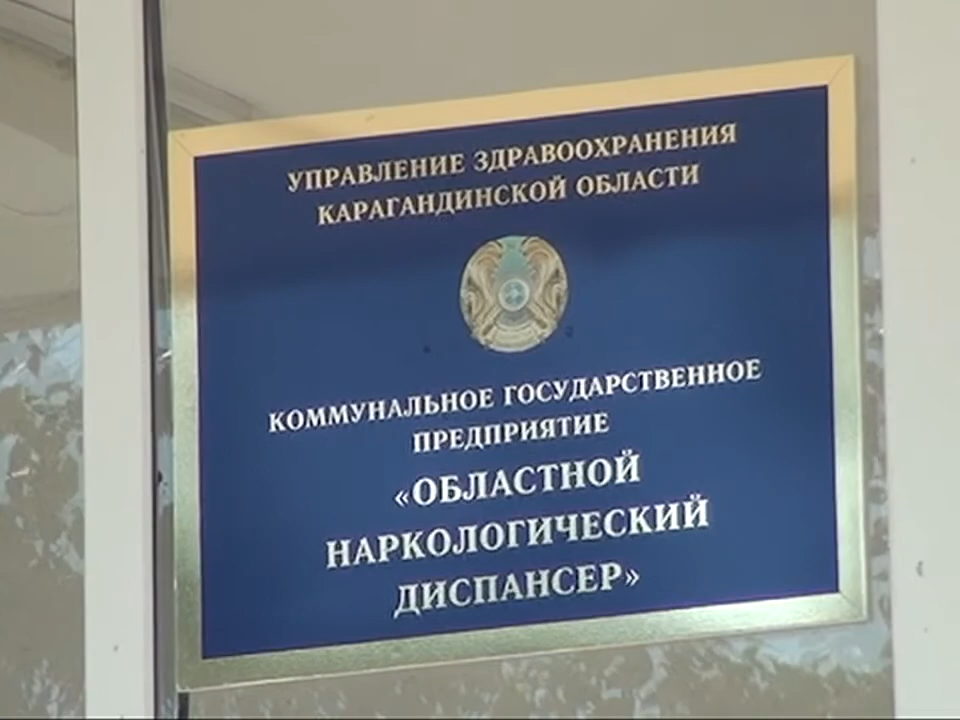 УПРАВЛЕНИЕ ЗДРАВООХРАНЕНИЯ
КАРАГАНДИНСКОЙ ОБЛАСТИ
КОММУНАЛЬНОЕ ГОСУДАРСТВЕННОЕ
ПРЕДПРИЯТИЕ
«ОБЛАСТНОЙ
НАРКОЛОГИЧЕСКИЙ
ДИСПАНСЕР»